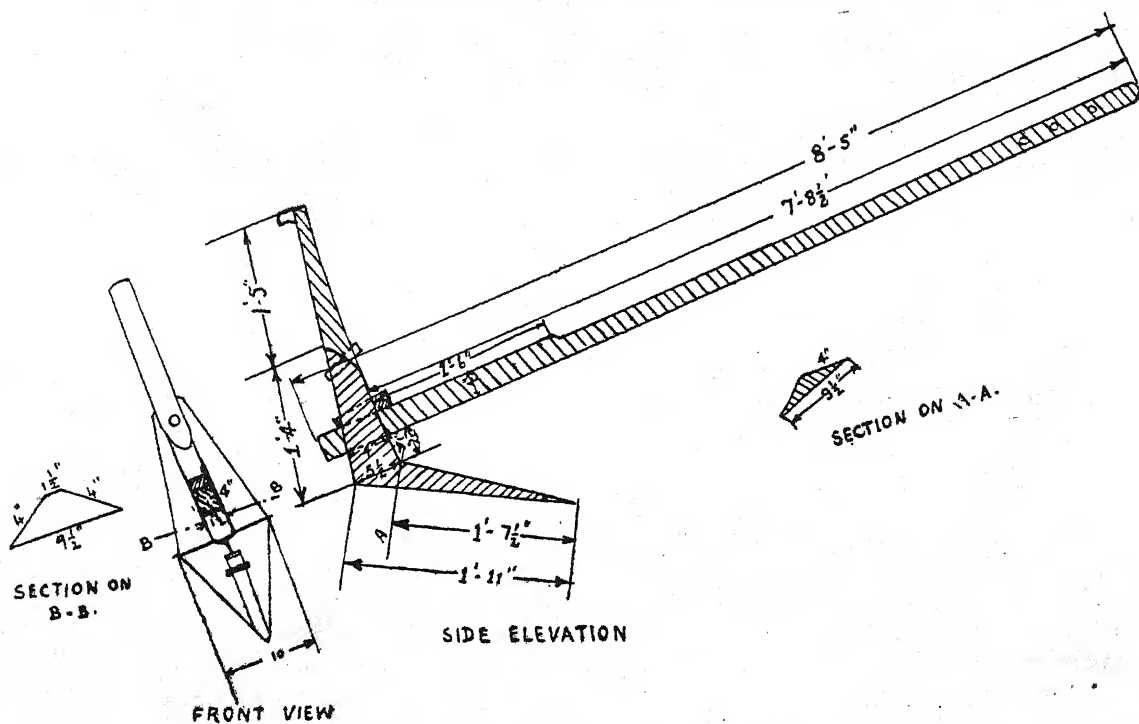 8'-5"
7'-8½'
1'-5"
1'-6"
1'-4"
5½"
4"
9½"
SECTION ON A-A.
1½"
4"
4"
9½"
8"
B
B
SECTION ON
B-B.
A
1'-7½"
1'-11"
SIDE ELEVATION
10
FRONT VIEW